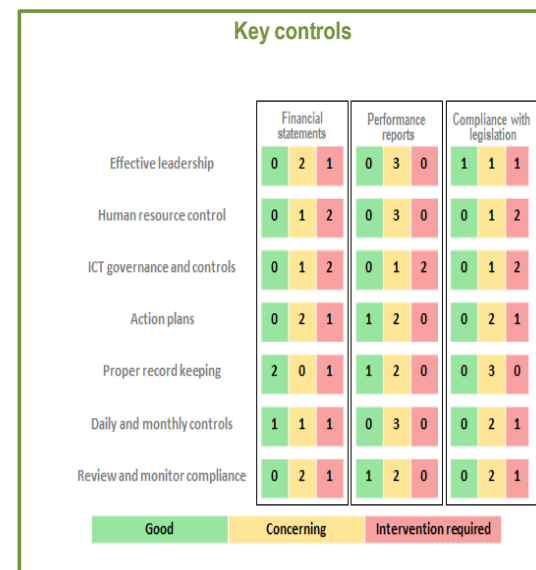 Key controls
Financial statements Performance reports Compliance with legislation
Effective leadership 0 2 1 0 3 0 1 1 1
Human resource control 0 1 2 0 3 0 0 1 2
ICT governance and controls 0 1 2 0 1 2 0 1 2
Action plans 0 2 1 1 2 0 0 2 1
Proper record keeping 2 0 1 1 2 0 0 3 0
Daily and monthly controls 1 1 1 0 3 0 0 2 1
Review and monitor compliance 0 2 1 1 2 0 0 2 1
Good Concerning Intervention required